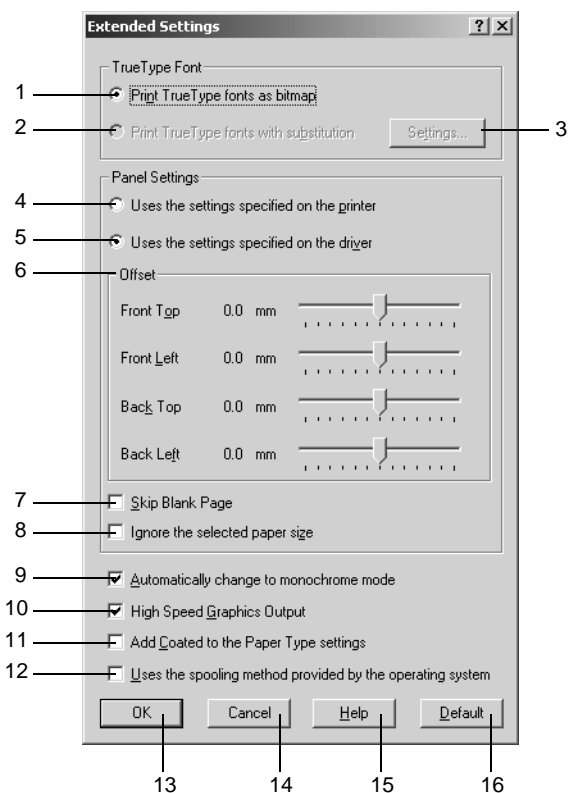 Extended Settings
TrueType Font
1 Print TrueType fonts as bitmap
2 Print TrueType fonts with substitution Settings... 3
Panel Settings
4 Uses the settings specified on the printer
5 Uses the settings specified on the driver
6 Offset
Front Top 0.0 mm
Front Left 0.0 mm
Back Top 0.0 mm
Back Left 0.0 mm
7 Skip Blank Page
8 Ignore the selected paper size
9 Automatically change to monochrome mode
10 High Speed Graphics Output
11 Add Coated to the Paper Type settings
12 Uses the spooling method provided by the operating system
OK Cancel Help Default
13 14 15 16